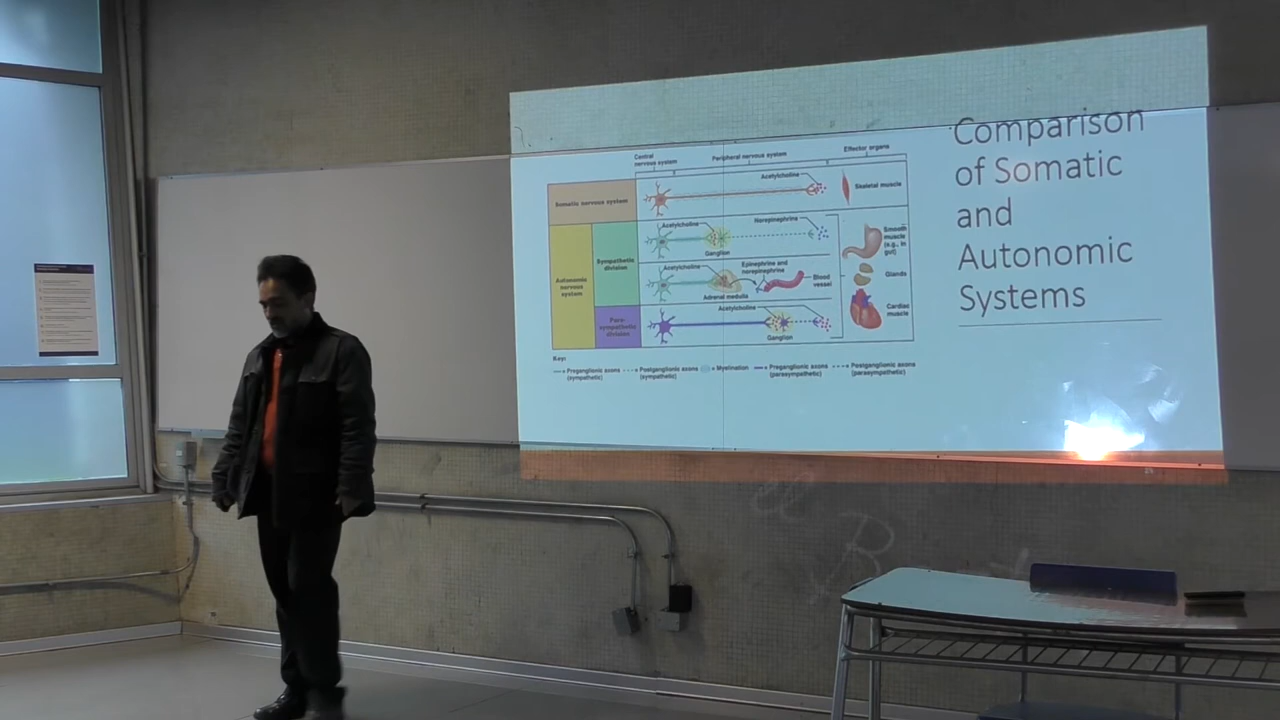 Comparison
of Somatic
and
Autonomic
Systems
Central
nervous system
Peripheral nervous system
Effector organs
Somatic nervous system
Acetylcholine
Skeletal muscle
Autonomic
nervous
system
Sympathetic
division
Acetylcholine
Norepinephrine
Ganglion
Smooth
muscle
(e.g., in
gut)
Acetylcholine
Epinephrine and
norepinephrine
Blood
vessel
Adrenal medulla
Glands
Para-
sympathetic
division
Acetylcholine
Ganglion
Cardiac
muscle
Key:
Preganglionic axons
(sympathetic)
Postganglionic axons
(sympathetic)
Myelination
Preganglionic axons
(parasympathetic)
Postganglionic axons
(parasympathetic)
B